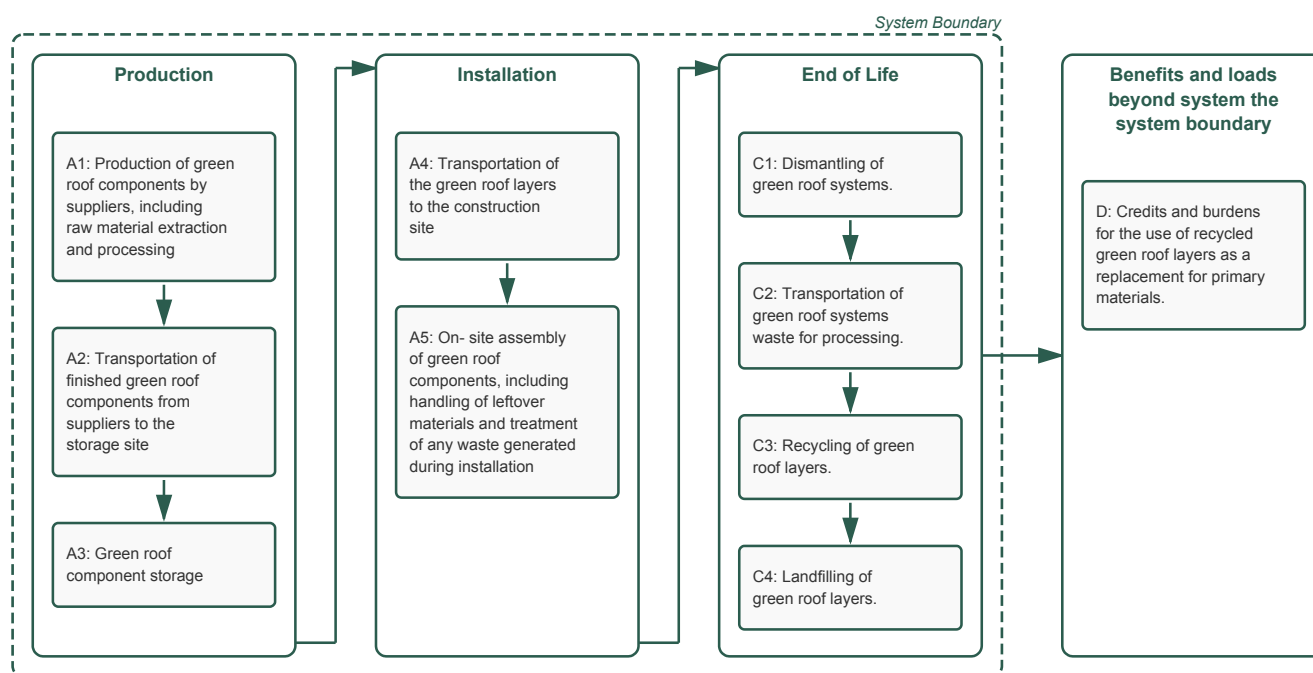 System Boundary
Production
A1: Production of green
roof components by
suppliers, including
raw material extraction
and processing
A2: Transportation of
finished green roof
components from
suppliers to the
storage site
A3: Green roof
component storage
Installation
A4: Transportation of
the green roof layers
to the construction
site
A5: On- site assembly
of green roof
components, including
handling of leftover
materials and treatment
of any waste generated
during installation
End of Life
C1: Dismantling of
green roof systems.
C2: Transportation of
green roof systems
waste for processing.
C3: Recycling of green
roof layers.
C4: Landfilling of
green roof layers.
Benefits and loads
beyond system the
system boundary
D: Credits and burdens
for the use of recycled
green roof layers as a
replacement for primary
materials.